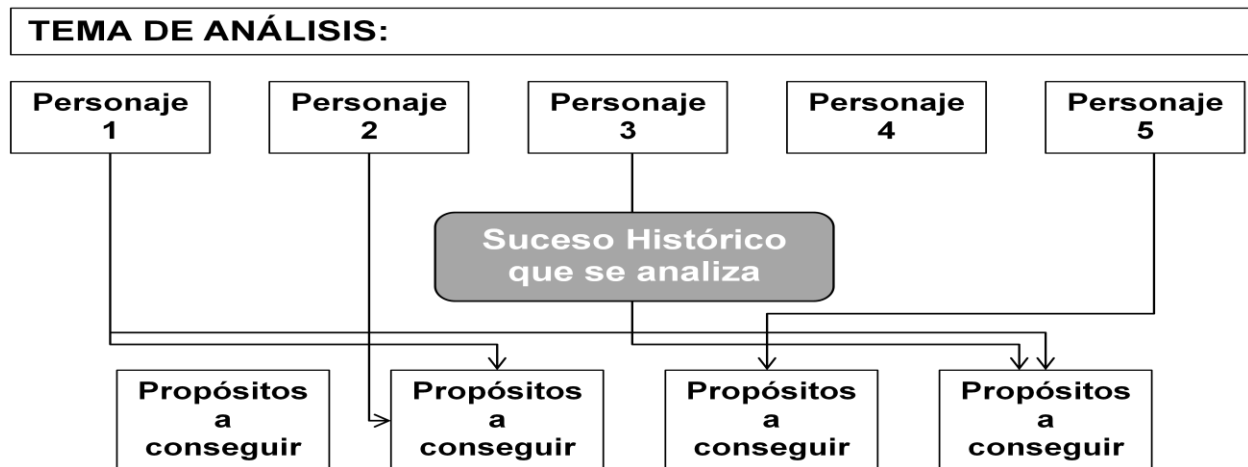 TEMA DE ANÁLISIS:
Personaje
1
Personaje
2
Personaje
3
Personaje
4
Personaje
5
Suceso Histórico
que se analiza
Propósitos
a
conseguir
Propósitos
a
conseguir
Propósitos
a
conseguir
Propósitos
a
conseguir